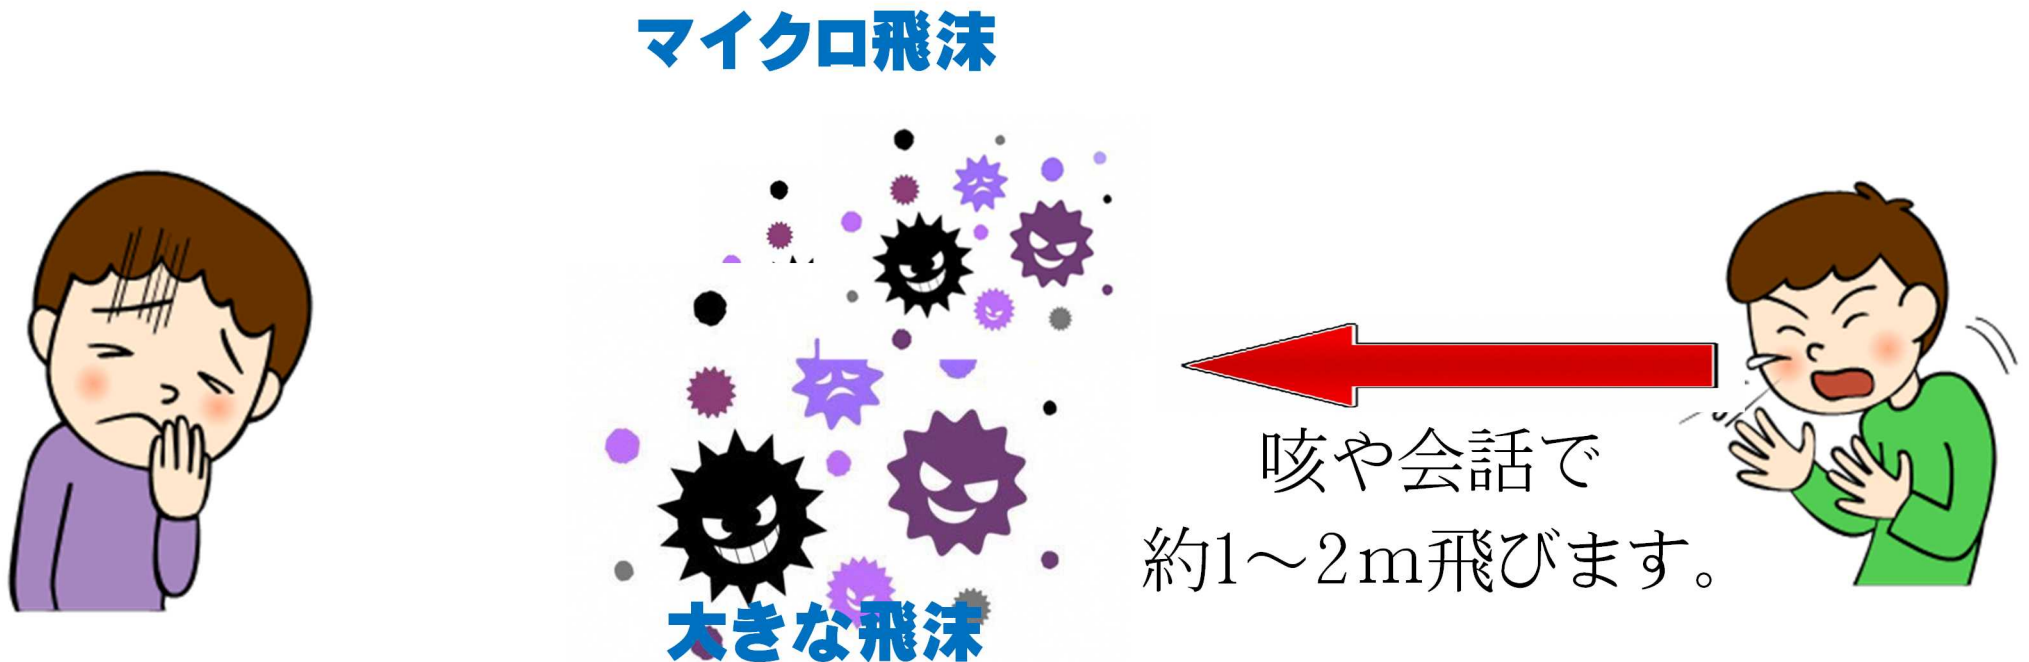 マイクロ飛沫
咳や会話で
約1～2m飛びます。
大きな飛沫